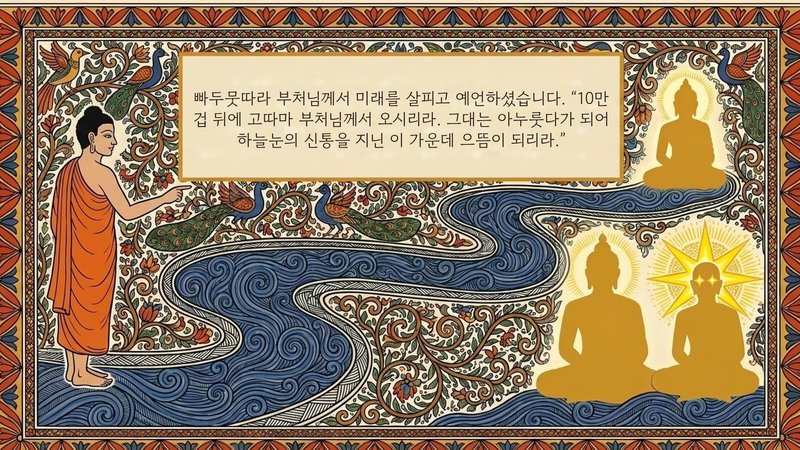 빠두뭇따라 부처님께서 미래를 살피고 예언하셨습니다. “10만
겁 뒤에 고따마 부처님께서 오시리라. 그대는 아누룻다가 되어
하늘눈의 신통을 지닌 이 가운데 으뜸이 되리라.”